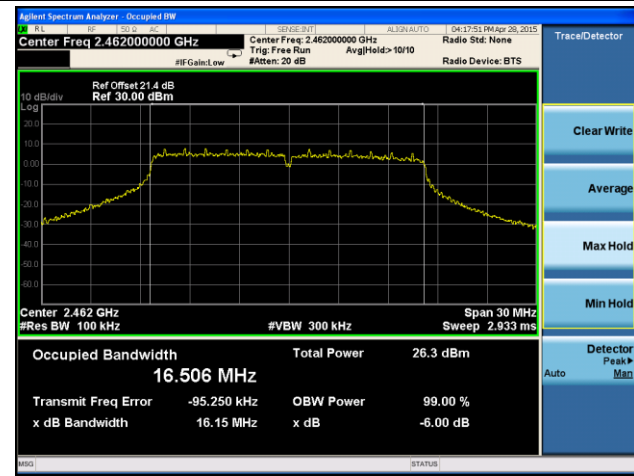 Agilent Spectrum Analyzer - Occupied BW
RL RF 50 Ω AC SENSE:INT ALIGN AUTO 04:17:51 PM Apr 28, 2015
Center Freq 2.462000000 GHz Center Freq: 2.462000000 GHz Radio Std: None Trace/Detector
Trig: Free Run Avg|Hold:>10/10
#IFGain:Low #Atten: 20 dB Radio Device: BTS
Ref Offset 21.4 dB
10 dB/div Ref 30.00 dBm
Log
20.0
10.0
0.00
-10.0
-20.0
-30.0
-40.0
-50.0
-60.0
Clear Write
Average
Max Hold
Min Hold
Center 2.462 GHz Span 30 MHz
#Res BW 100 kHz #VBW 300 kHz Sweep 2.933 ms
Occupied Bandwidth Total Power 26.3 dBm
16.506 MHz
Transmit Freq Error -95.250 kHz OBW Power 99.00 %
x dB Bandwidth 16.15 MHz x dB -6.00 dB
Detector
Peak▶
Auto Man
MSG STATUS